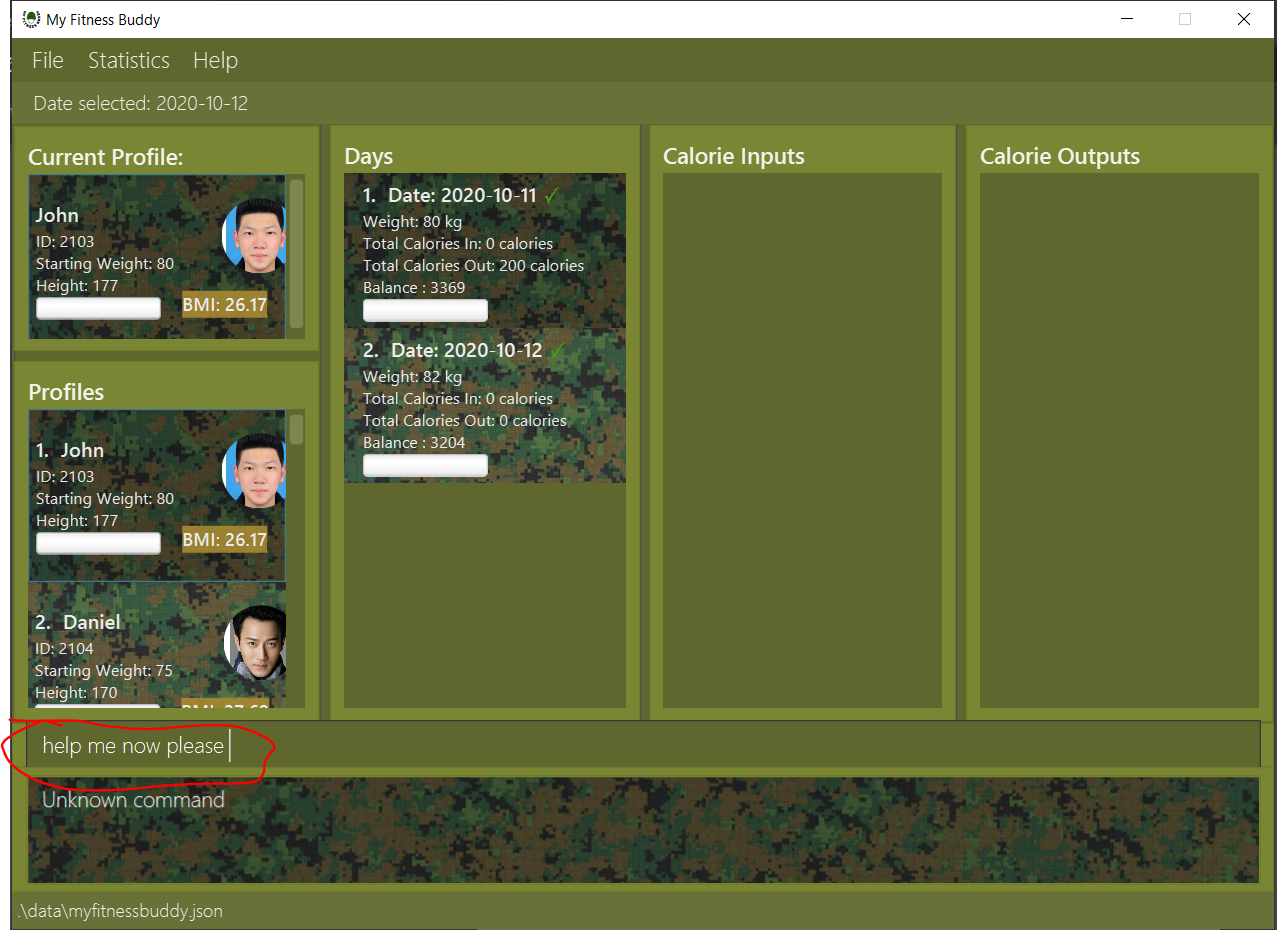 My Fitness Buddy
File Statistics Help
Date selected: 2020-10-12
Current Profile:
John
ID: 2103
Starting Weight: 80
Height: 177
BMI: 26.17
Profiles
1. John
ID: 2103
Starting Weight: 80
Height: 177
BMI: 26.17
2. Daniel
ID: 2104
Starting Weight: 75
Height: 170
Days
1. Date: 2020-10-11 ✓
Weight: 80 kg
Total Calories In: 0 calories
Total Calories Out: 200 calories
Balance : 3369
2. Date: 2020-10-12 ✓
Weight: 82 kg
Total Calories In: 0 calories
Total Calories Out: 0 calories
Balance : 3204
Calorie Inputs
Calorie Outputs
help me now please
Unknown command
.\data\myfitnessbuddy.json